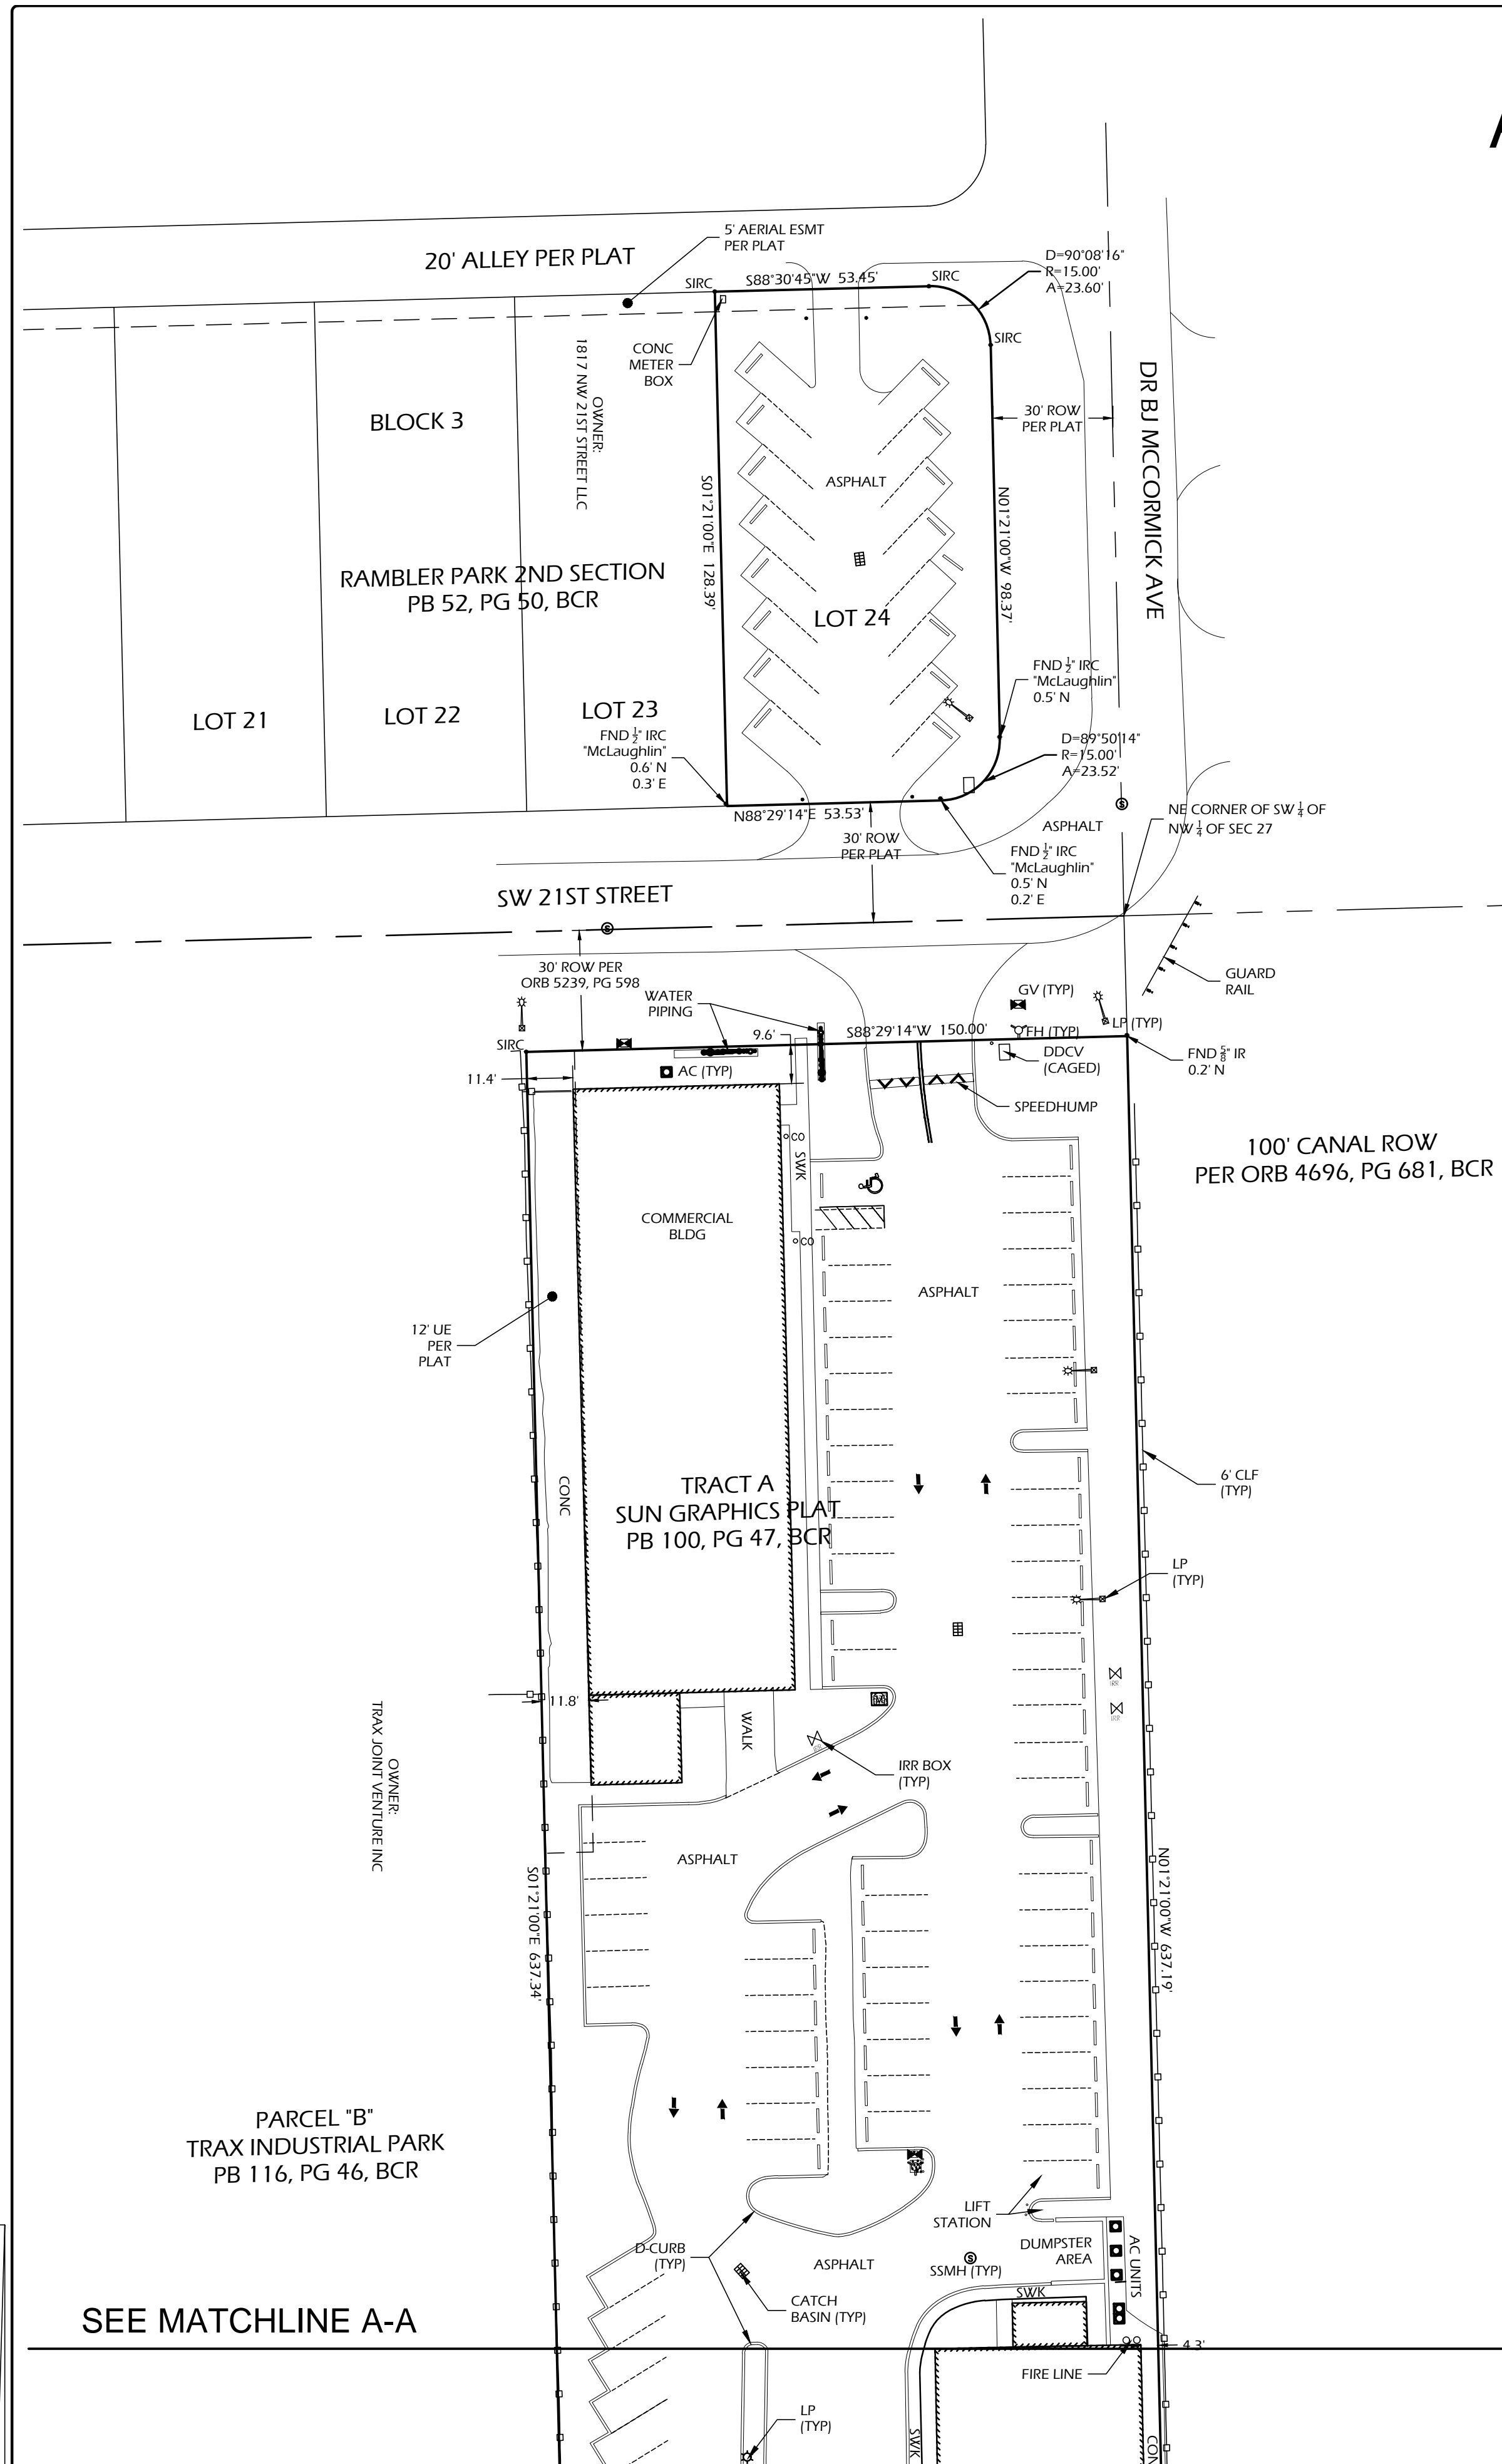 20' ALLEY PER PLAT
5' AERIAL ESMT
PER PLAT
SIRC
S88°30'45"W 53.45'
SIRC
D=90°08'16"
R=15.00'
A=23.60'
SIRC
CONC
METER
BOX
OWNER:
1817 NW 21ST STREET LLC
BLOCK 3
30' ROW
PER PLAT
DR BJ MCCORMICK AVE
ASPHALT
S01°21'00"E 128.39'
N01°21'00"W 98.37'
RAMBLER PARK 2ND SECTION
PB 52, PG 50, BCR
LOT 24
LOT 21
LOT 22
LOT 23
FND 1/2" IRC
"McLaughlin"
0.6' N
0.3' E
FND 1/2" IRC
"McLaughlin"
0.5' N
D=89°50'14"
R=15.00'
A=23.52'
N88°29'14"E 53.53'
30' ROW
PER PLAT
S
ASPHALT
NE CORNER OF SW 1/4 OF
NW 1/4 OF SEC 27
FND 1/2" IRC
"McLaughlin"
0.5' N
0.2' E
SW 21ST STREET
S
30' ROW PER
ORB 5239, PG 598
WATER
PIPING
9.6'
S88°29'14"W 150.00'
GV (TYP)
FH (TYP)
LP (TYP)
GUARD
RAIL
SIRC
11.4'
AC (TYP)
DDCV
(CAGED)
FND 5/8" IR
0.2' N
SPEEDHUMP
CO
SWK
100' CANAL ROW
PER ORB 4696, PG 681, BCR
COMMERCIAL
BLDG
CO
ASPHALT
12' UE
PER
PLAT
CONC
TRACT A
SUN GRAPHICS PLAT
PB 100, PG 47, BCR
6' CLF
(TYP)
LP
(TYP)
IRR
IRR
11.8'
WALK
OWNER:
TRAX JOINT VENTURE INC
IRR BOX
(TYP)
ASPHALT
S01°21'00"E 637.34'
N01°21'00"W 637.19'
PARCEL "B"
TRAX INDUSTRIAL PARK
PB 116, PG 46, BCR
LIFT
STATION
D-CURB
(TYP)
ASPHALT
S
SSMH (TYP)
DUMPSTER
AREA
AC UNITS
CATCH
BASIN (TYP)
SWK
SEE MATCHLINE A-A
4.3'
FIRE LINE
LP
(TYP)
SWK